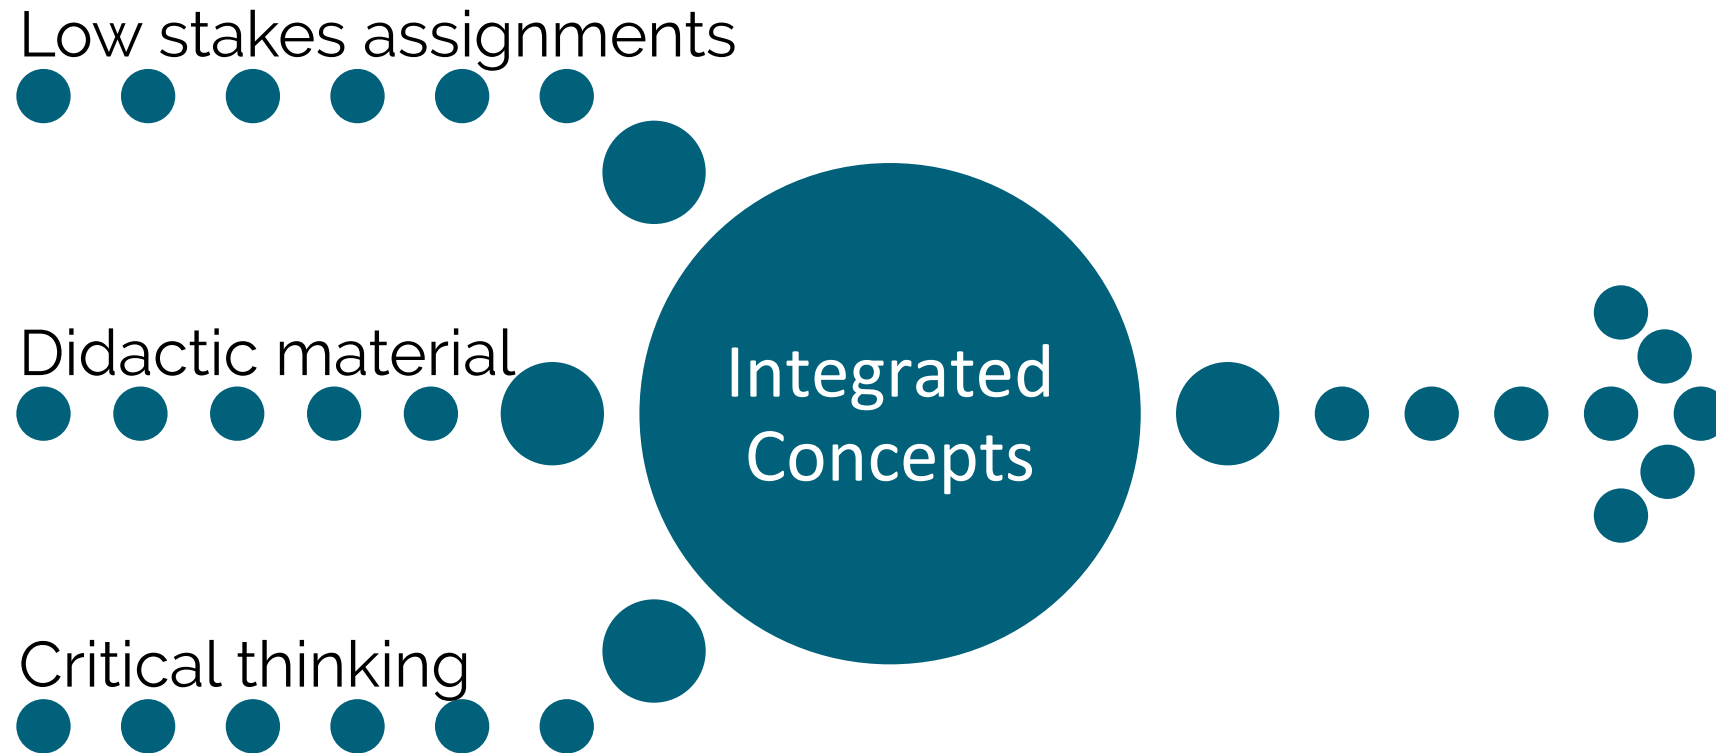 Low stakes assignments
Didactic material
Integrated
Concepts
Critical thinking